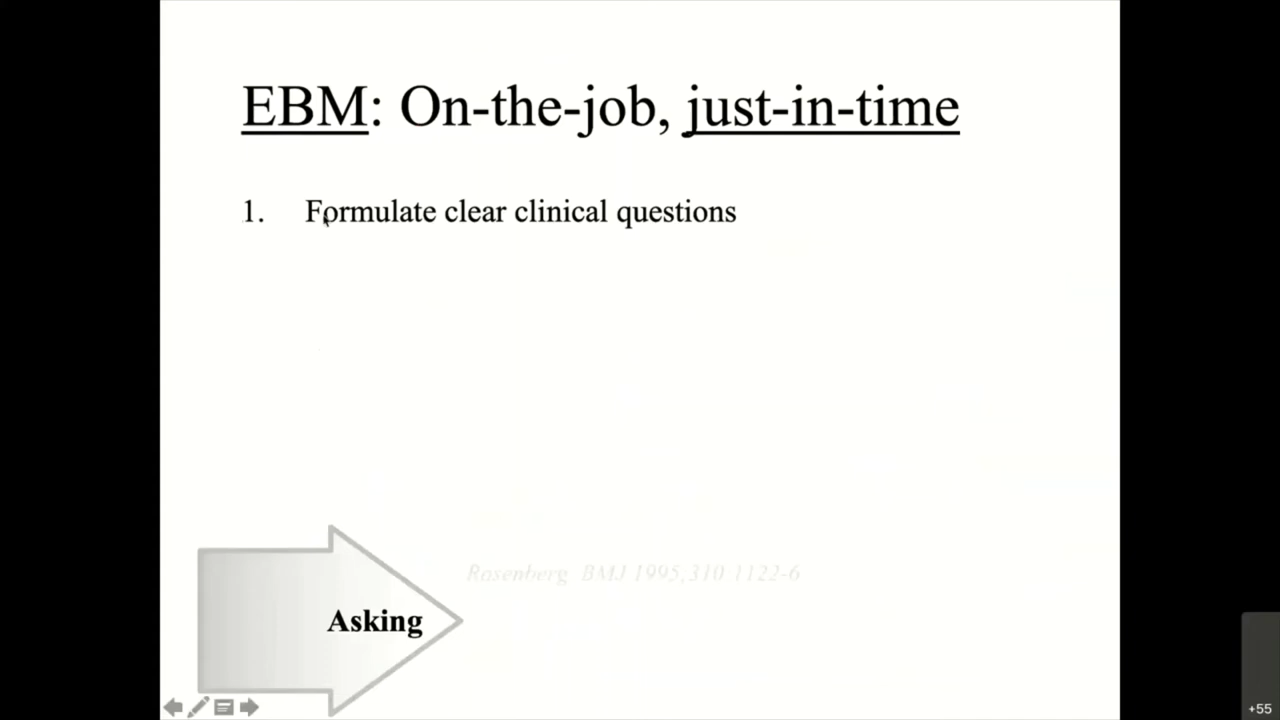 EBM: On-the-job, just-in-time
1. Formulate clear clinical questions
Rosenberg BMJ 1995,310 1122-6
Asking
+55